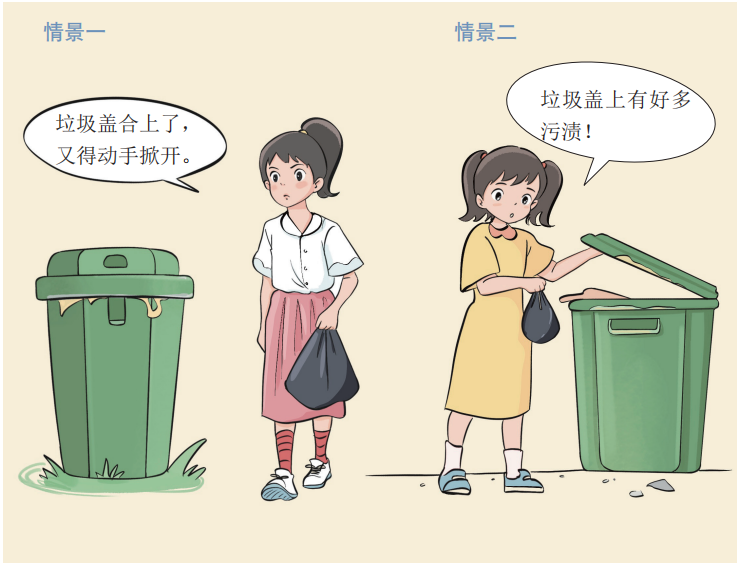 情景一
垃圾盖合上了，
又得动手掀开。
情景二
垃圾盖上有好多
污渍！